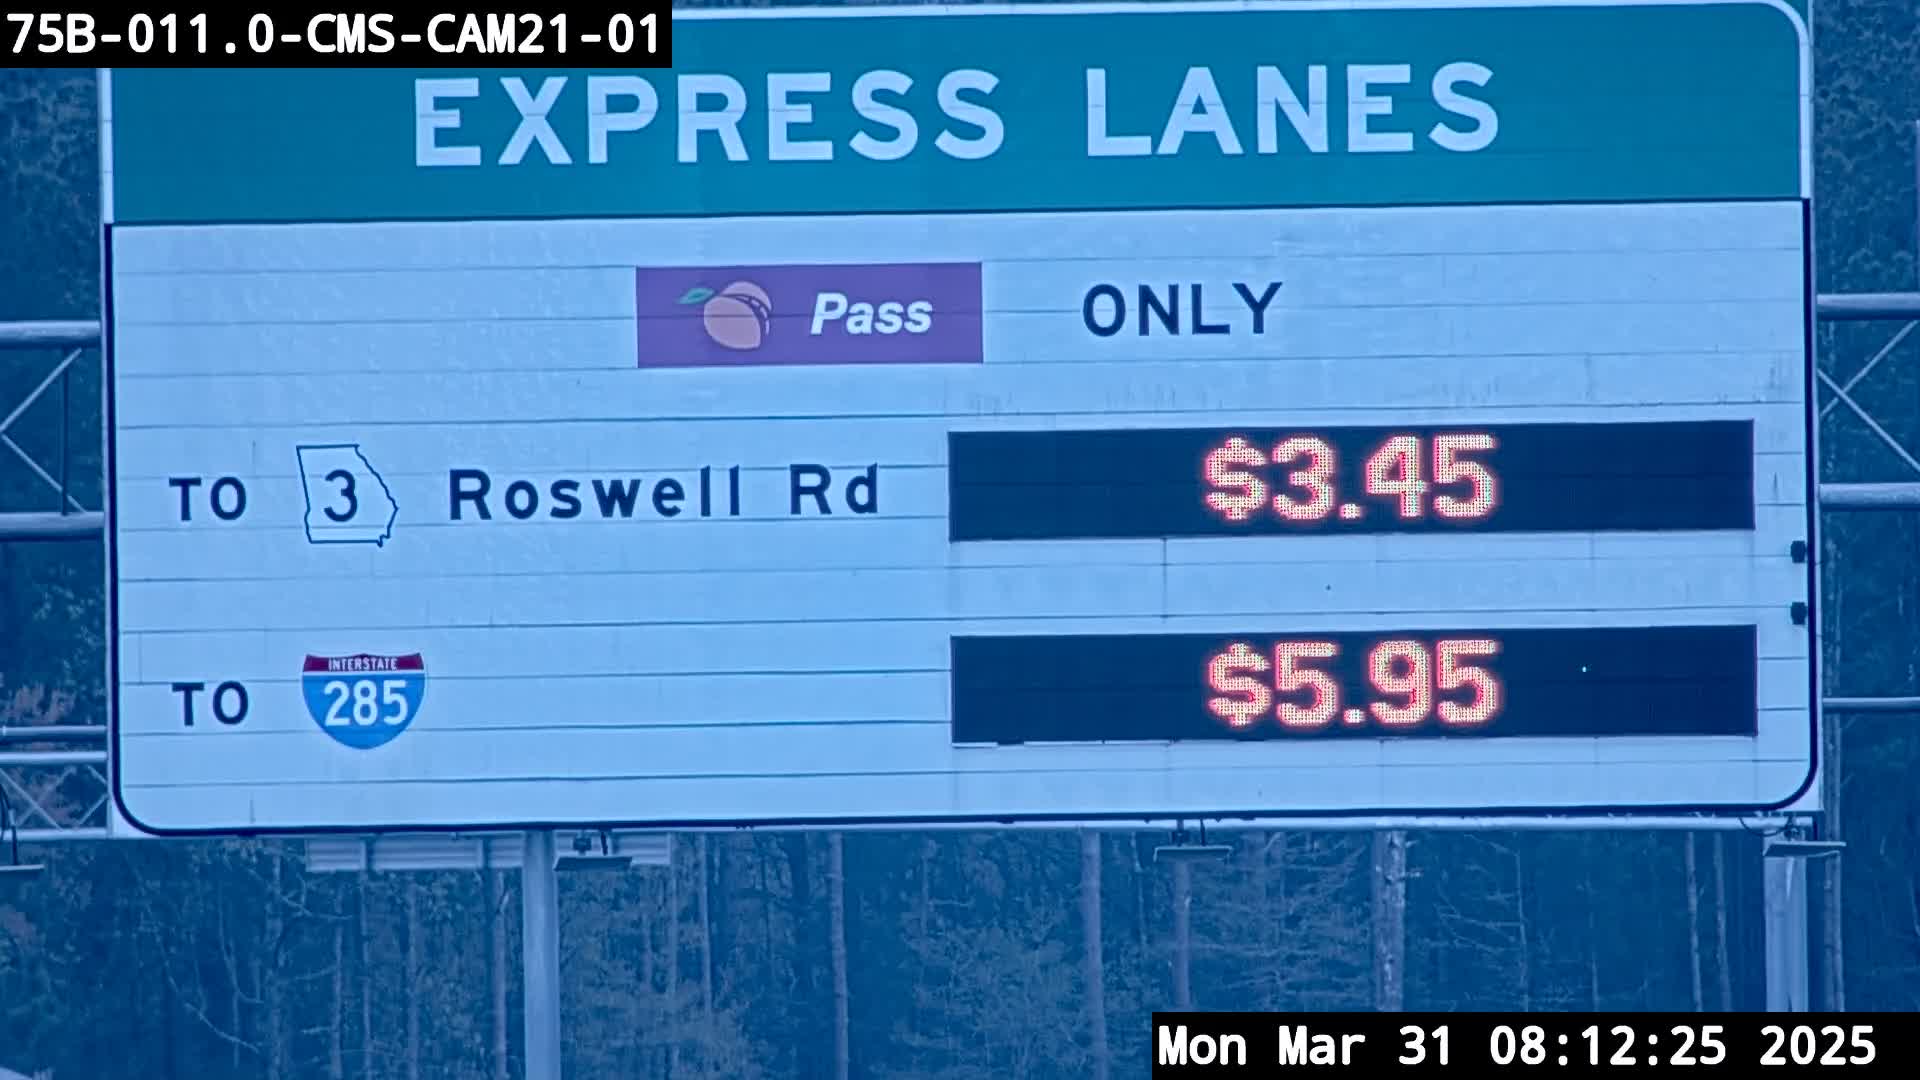 75B-011.0-CMS-CAM21-01
EXPRESS LANES
Pass ONLY
TO 3 Roswell Rd $3.45
INTERSTATE
TO 285 $5.95
Mon Mar 31 08:12:25 2025